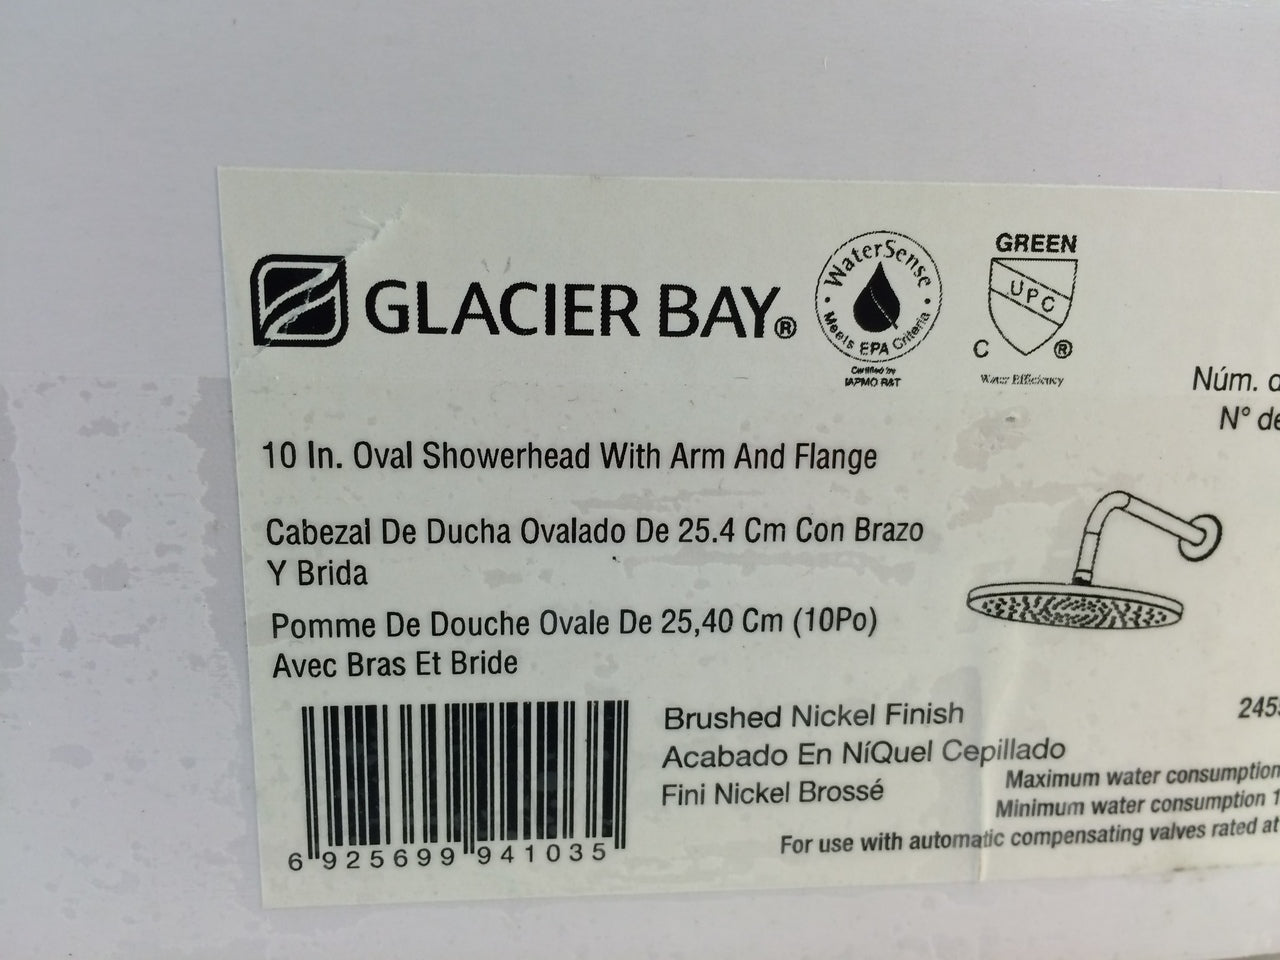 GLACIER BAY®
WaterSense
Meets EPA Criteria
Certified by
IAPMO R&T
GREEN
UPC
C ®
Water Efficiency
Núm. d
N° de
10 In. Oval Showerhead With Arm And Flange
Cabezal De Ducha Ovalado De 25.4 Cm Con Brazo
Y Brida
Pomme De Douche Ovale De 25,40 Cm (10Po)
Avec Bras Et Bride
Brushed Nickel Finish
Acabado En NíQuel Cepillado
Fini Nickel Brossé
245
Maximum water consumption
Minimum water consumption 1
For use with automatic compensating valves rated at
6 925699 941035